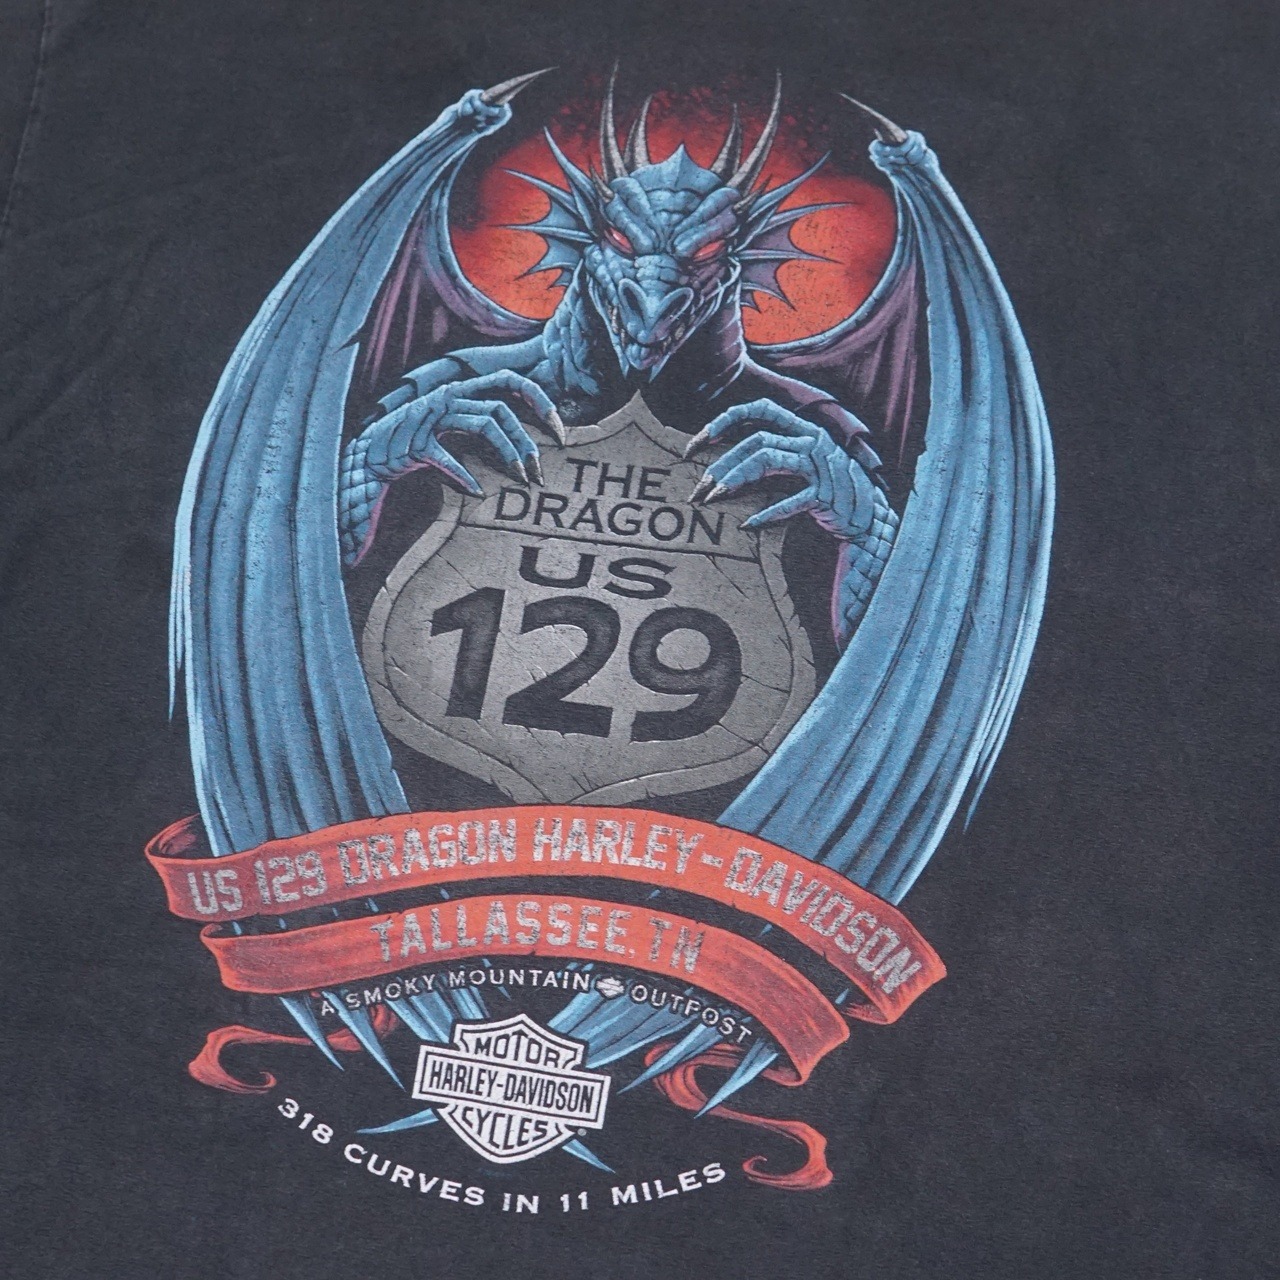 THE
DRAGON
US
129
US 129 DRAGON HARLEY-DAVIDSON
TALLASSEE, TN
A SMOKY MOUNTAIN OUTPOST
MOTOR
HARLEY-DAVIDSON
CYCLES
318 CURVES IN 11 MILES